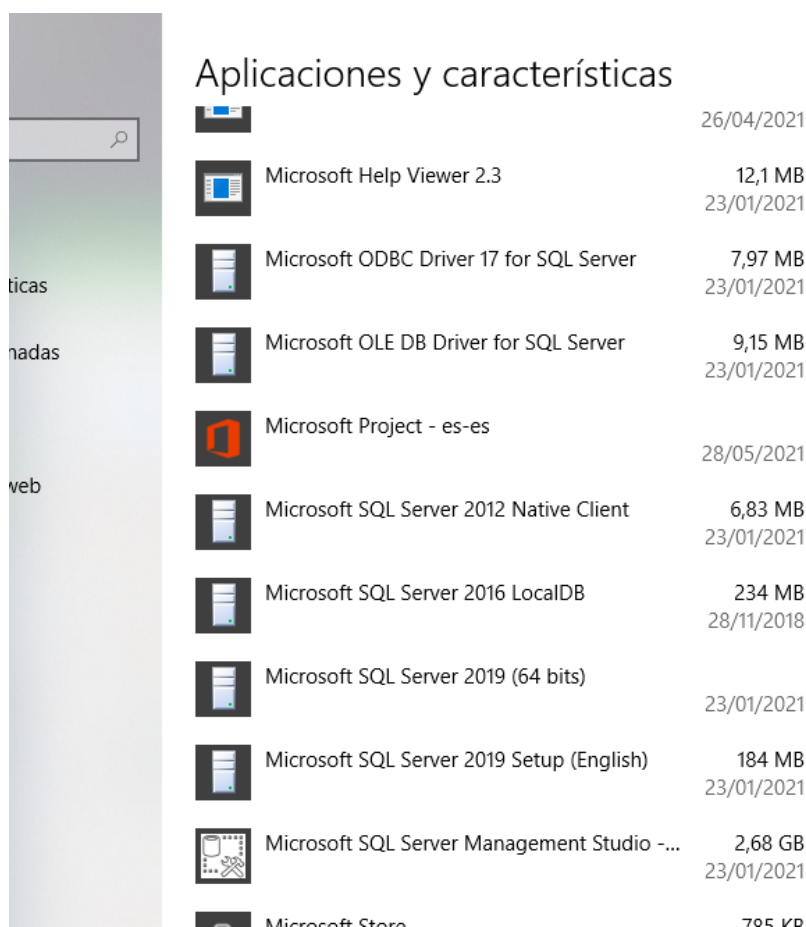 Aplicaciones y características
26/04/2021
Microsoft Help Viewer 2.3 12,1 MB
23/01/2021
Microsoft ODBC Driver 17 for SQL Server 7,97 MB
ticas 23/01/2021
Microsoft OLE DB Driver for SQL Server 9,15 MB
nadas 23/01/2021
Microsoft Project - es-es
28/05/2021
web
Microsoft SQL Server 2012 Native Client 6,83 MB
23/01/2021
Microsoft SQL Server 2016 LocalDB 234 MB
28/11/2018
Microsoft SQL Server 2019 (64 bits)
23/01/2021
Microsoft SQL Server 2019 Setup (English) 184 MB
23/01/2021
Microsoft SQL Server Management Studio -... 2,68 GB
23/01/2021
Microsoft Store 785 KB